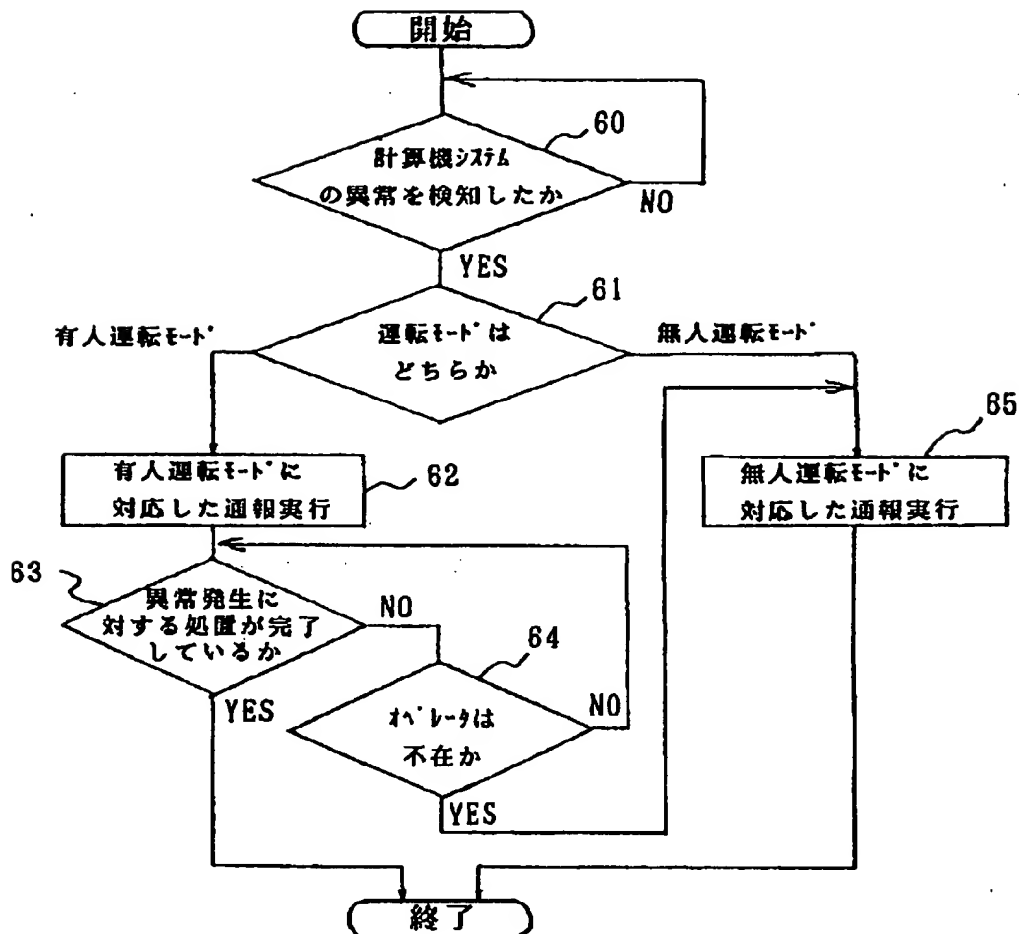 開始
60
計算機システム
の異常を検知したか
NO
YES
61
有人運転モード
運転モードは
どちらか
無人運転モード
65
有人運転モードに
対応した通報実行
62
無人運転モードに
対応した通報実行
63
異常発生に
対する処置が完了
しているか
NO
64
YES
オペレータは
不在か
NO
YES
終了